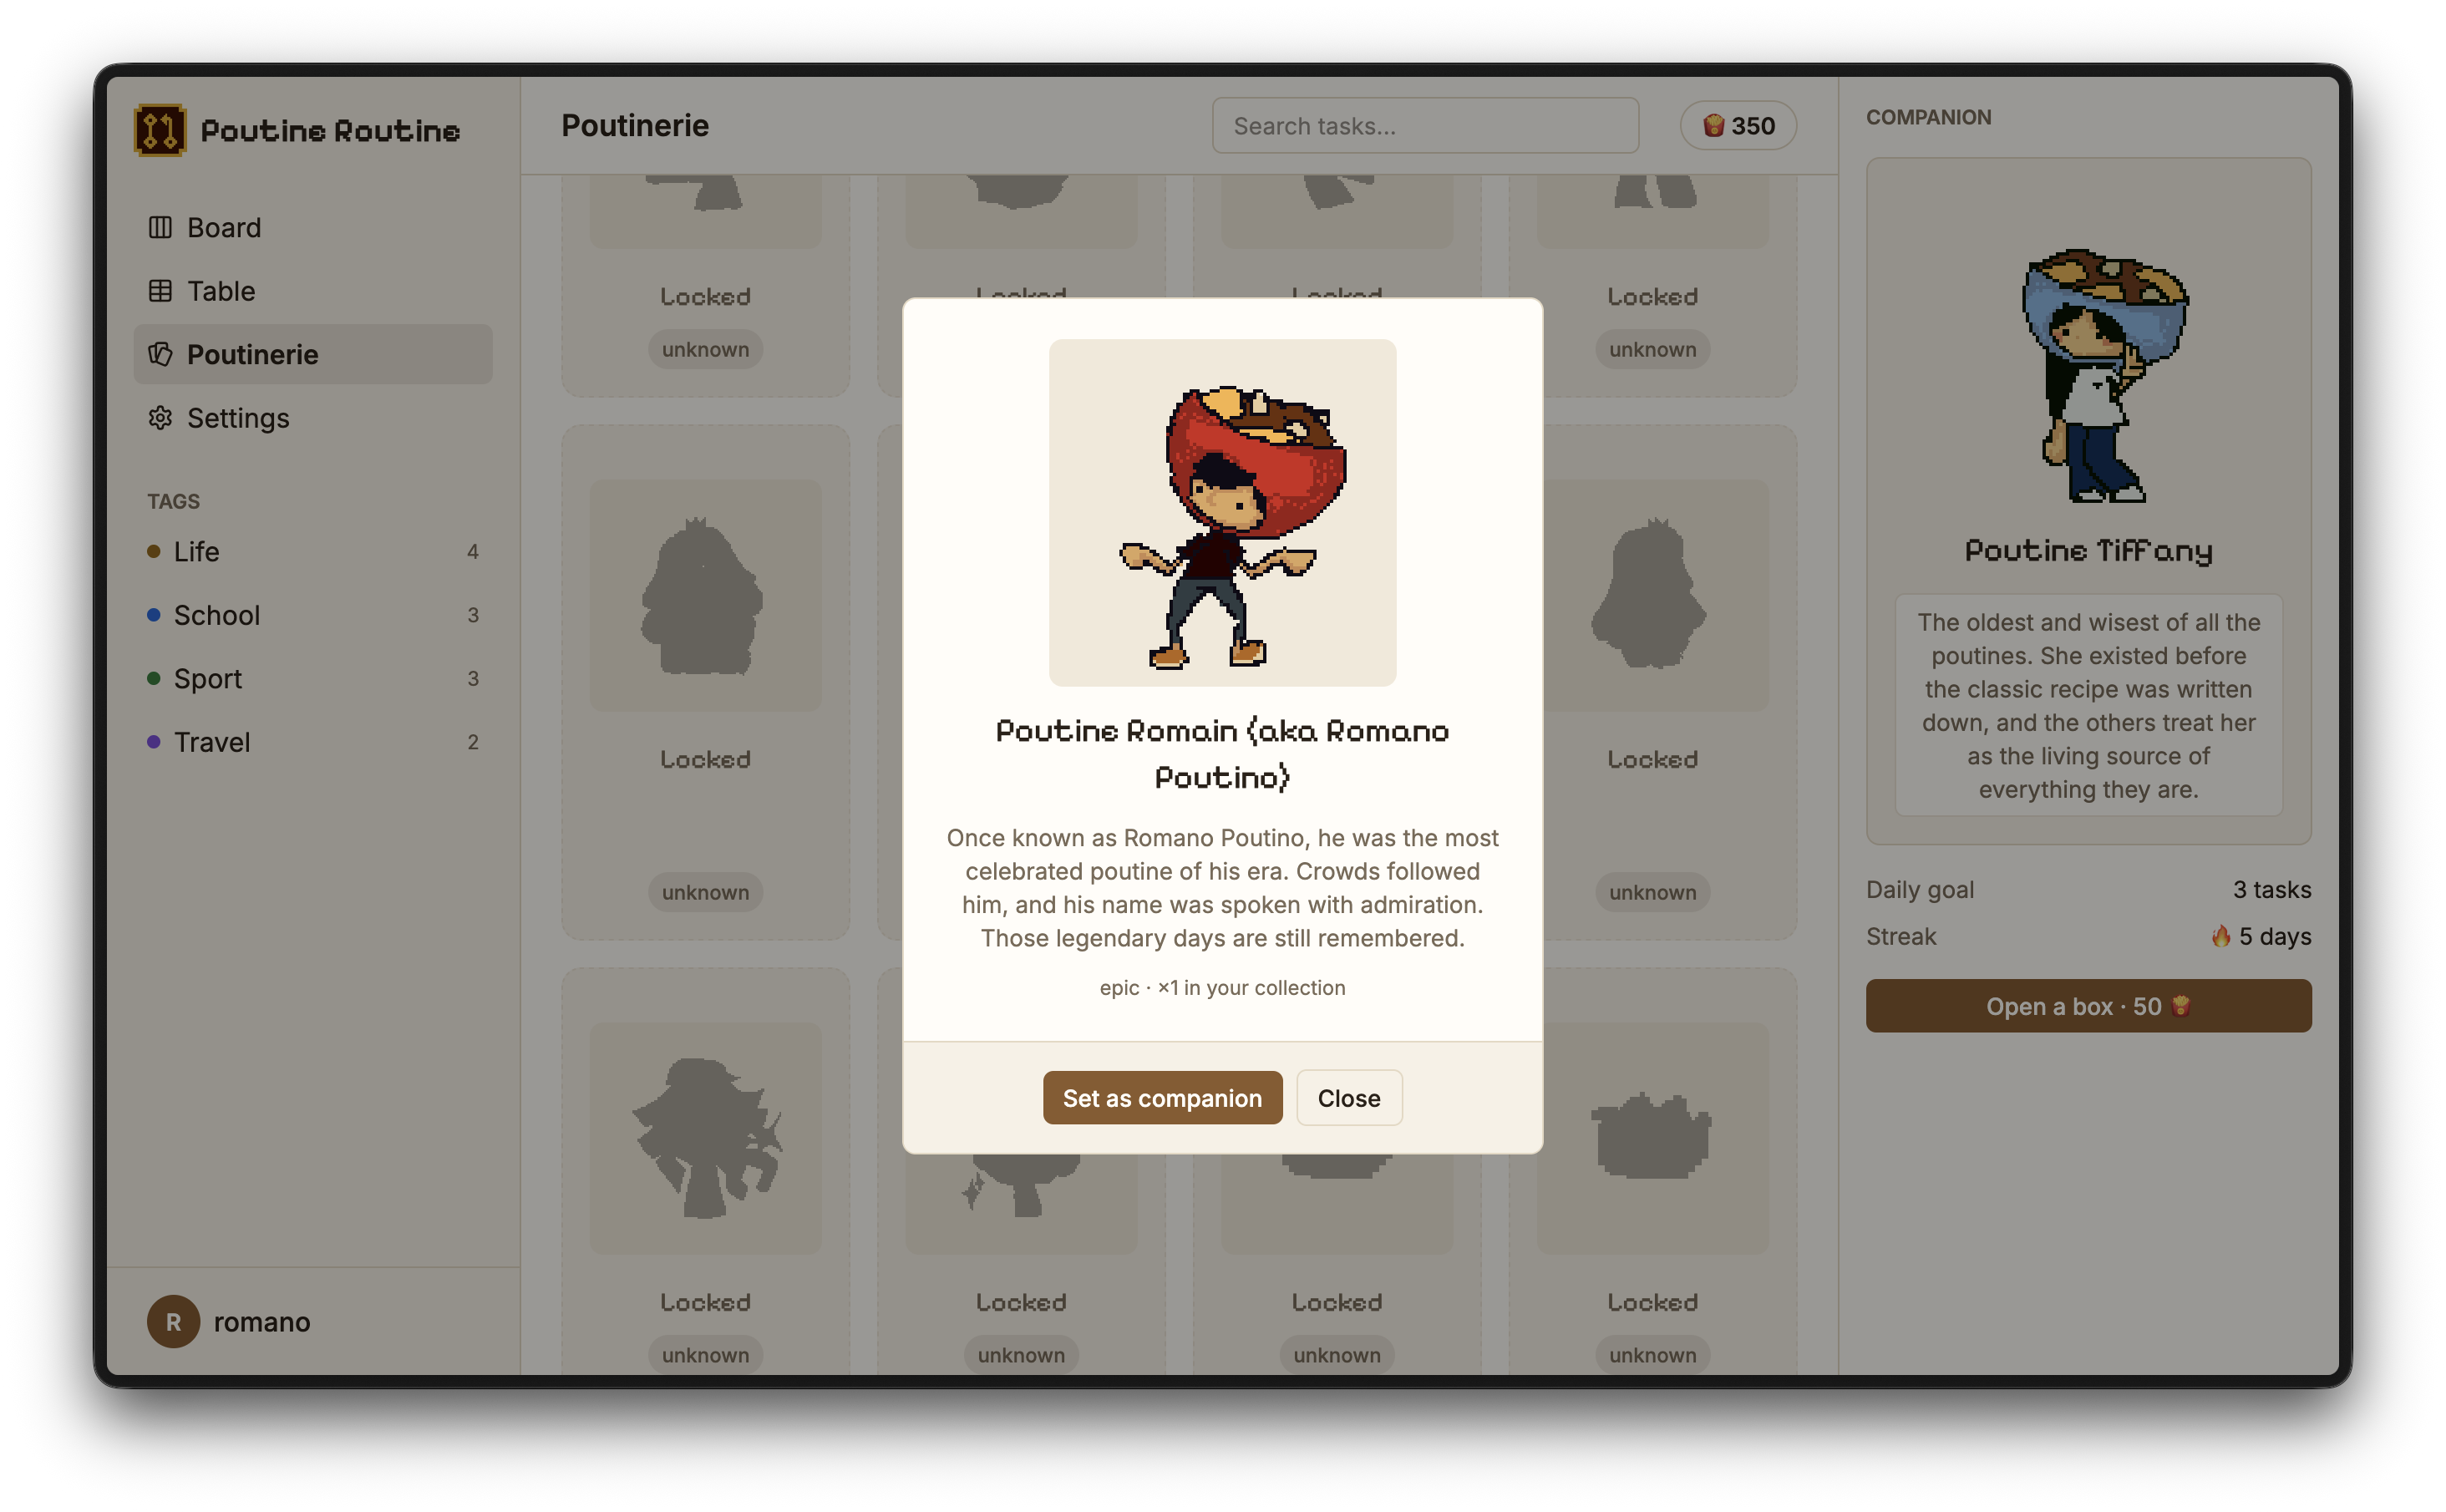 Poutine Routine
Board
Table
Poutinerie
Settings
TAGS
Life 4
School 3
Sport 3
Travel 2
R romano
Poutinerie
Search tasks...
350
Locked
Locked
Locked
Locked
unknown
unknown
Locked
Locked
unknown
unknown
Locked
Locked
Locked
Locked
unknown
unknown
unknown
unknown
Poutine Romain (aka Romano
Poutino)
Once known as Romano Poutino, he was the most
celebrated poutine of his era. Crowds followed
him, and his name was spoken with admiration.
Those legendary days are still remembered.
epic · ×1 in your collection
Set as companion
Close
COMPANION
Poutine Tiffany
The oldest and wisest of all the
poutines. She existed before
the classic recipe was written
down, and the others treat her
as the living source of
everything they are.
Daily goal 3 tasks
Streak 🔥 5 days
Open a box · 50 🍟